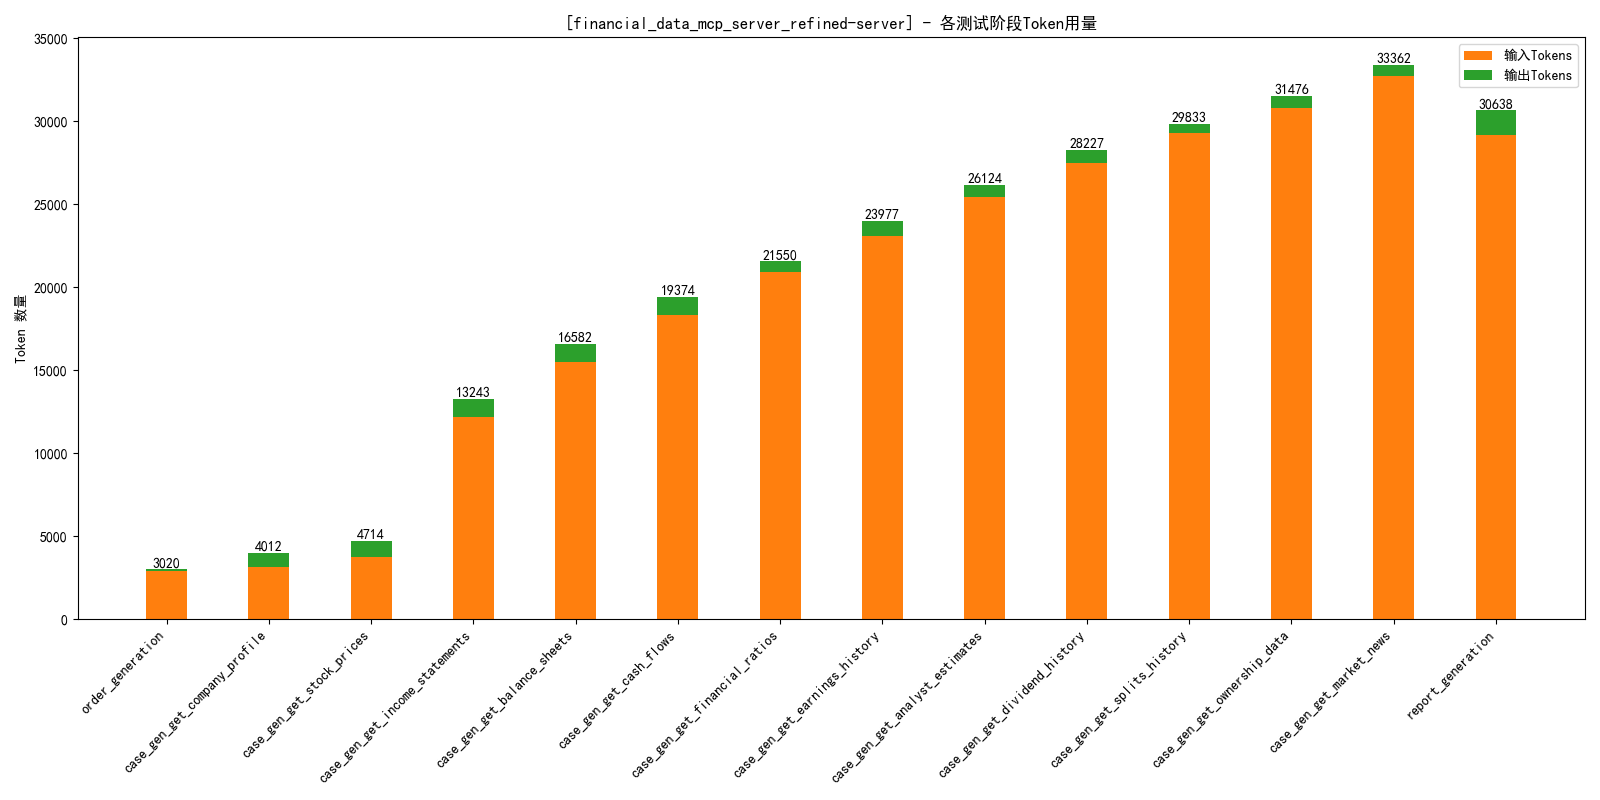 [financial_data_mcp_server_refined-server] - 各测试阶段Token用量
输入Tokens
输出Tokens
Token 数量
35000
30000
25000
20000
15000
10000
5000
0
3020
4012
4714
13243
16582
19374
21550
23977
26124
28227
29833
31476
33362
30638
order_generation
case_gen_get_company_profile
case_gen_get_stock_prices
case_gen_get_income_statements
case_gen_get_balance_sheets
case_gen_get_cash_flows
case_gen_get_financial_ratios
case_gen_get_earnings_history
case_gen_get_analyst_estimates
case_gen_get_dividend_history
case_gen_get_splits_history
case_gen_get_ownership_data
case_gen_get_market_news
report_generation